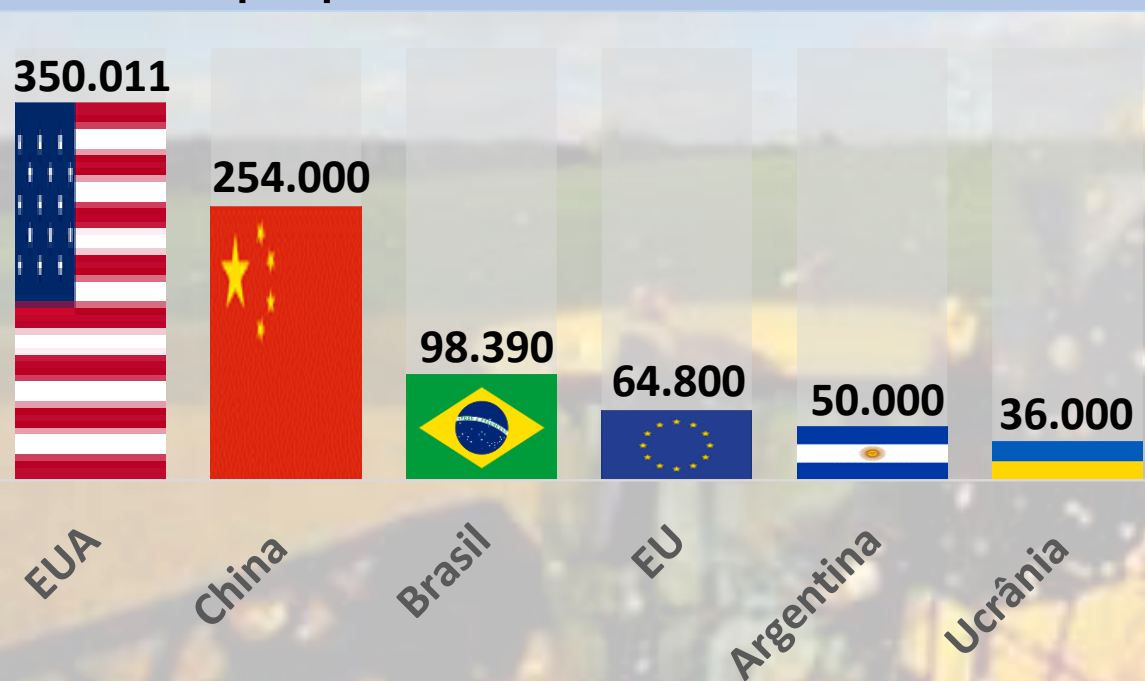 350.011
254.000
98.390
64.800
50.000
36.000
EUA
China
Brasil
EU
Argentina
Ucrânia